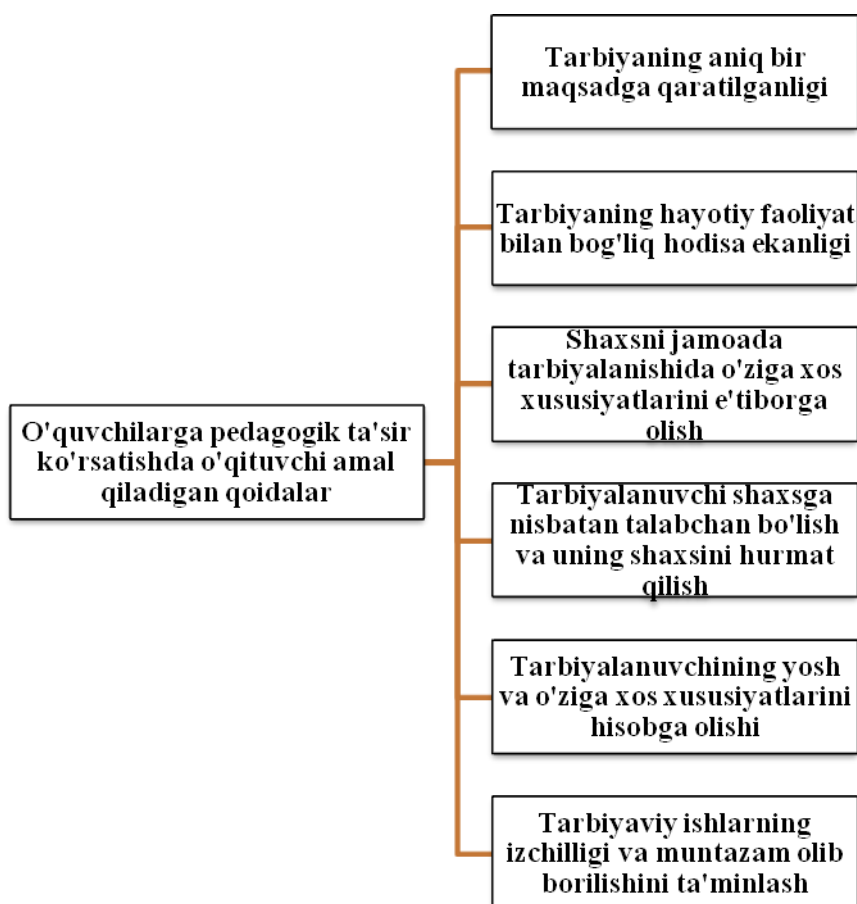 Tarbiyaning aniq bir
maqsadga qaratilganligi
Tarbiyaning hayotiy faoliyat
bilan bog'liq hodisa ekanligi
Shaxsni jamoada
tarbiyalanishida o'ziga xos
xususiyatlarini e'tiborga
olish
O'quvchilarga pedagogik ta'sir
ko'rsatishda o'qituvchi amal
qiladigan qoidalar
Tarbiyalanuvchi shaxsga
nisbatan talabchan bo'lish
va uning shaxsini hurmat
qilish
Tarbiyalanuvchining yosh
va o'ziga xos xususiyatlarini
hisobga olishi
Tarbiyaviy ishlarning
izchilligi va muntazam olib
borilishini ta'minlash